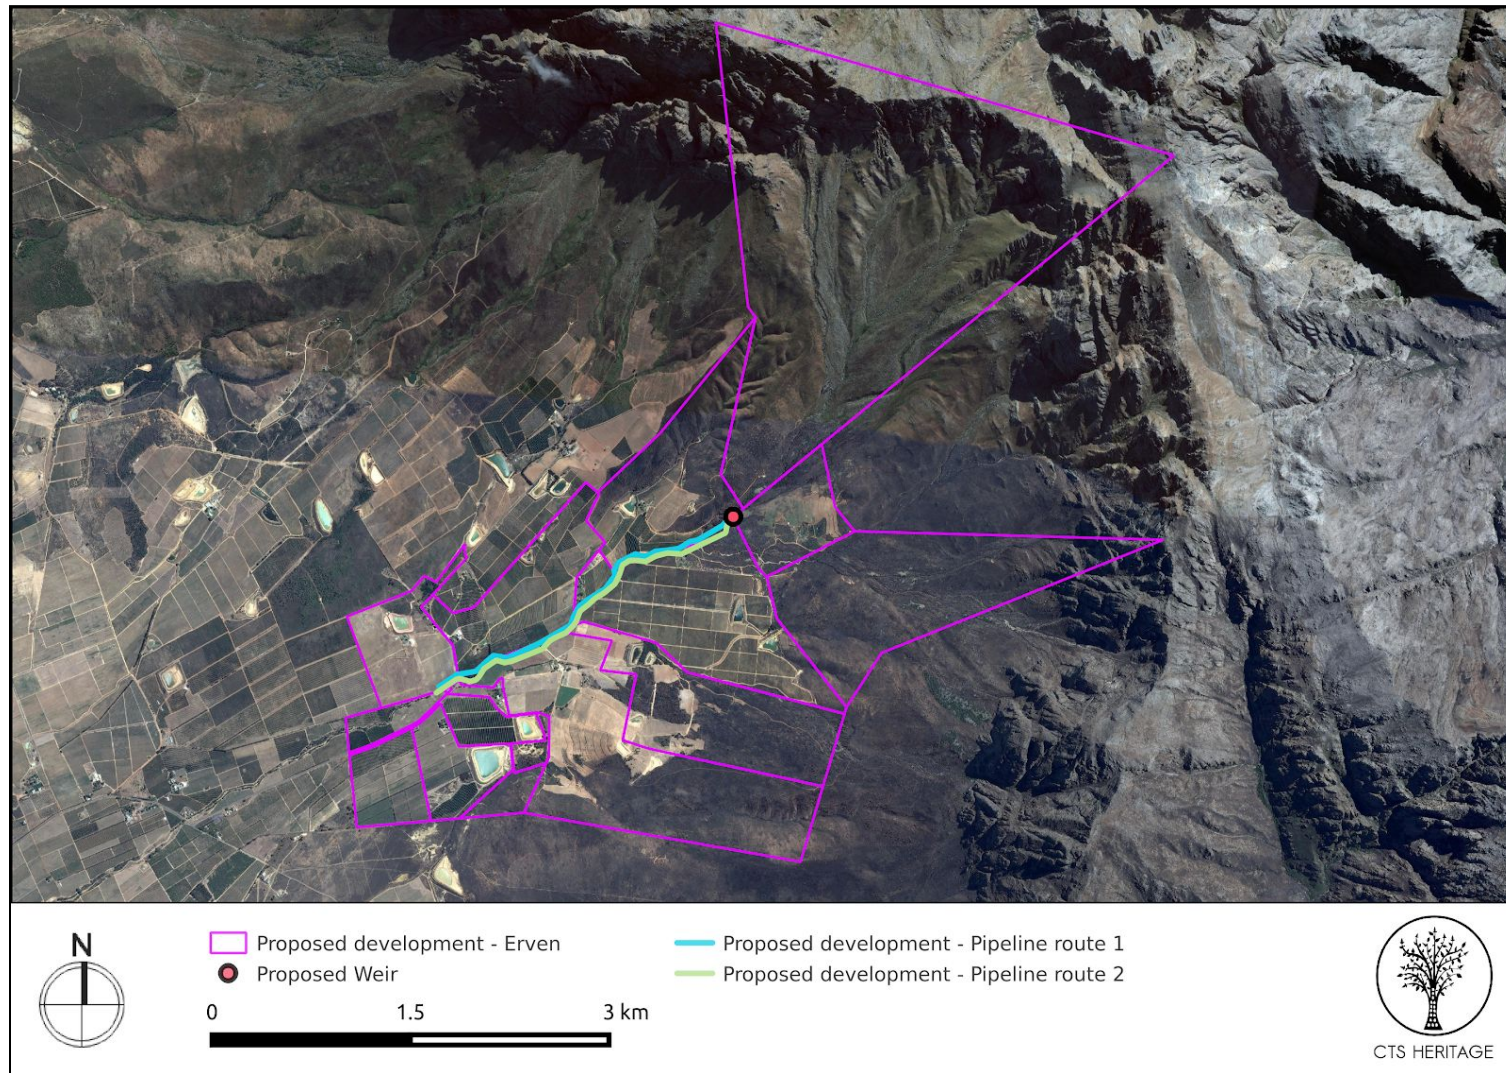 N
Proposed development - Erven
Proposed Weir
Proposed development - Pipeline route 1
Proposed development - Pipeline route 2
0 1.5 3 km
CTS HERITAGE